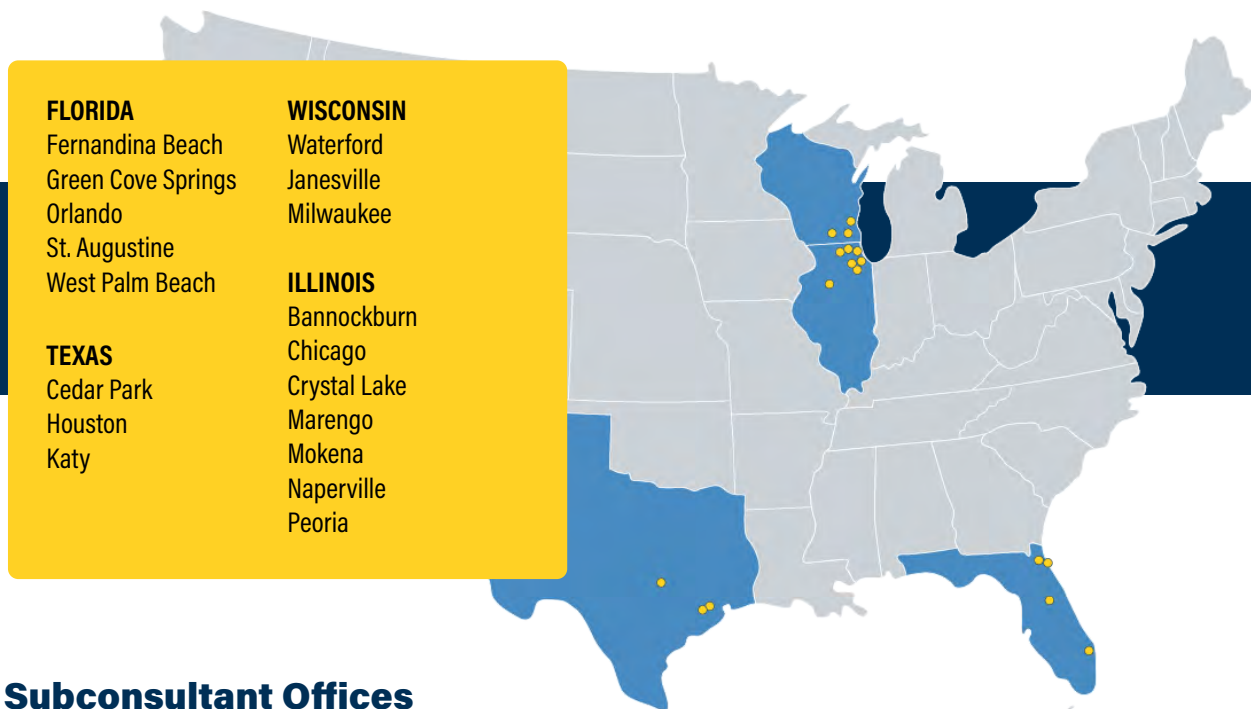 FLORIDA
Fernandina Beach
Green Cove Springs
Orlando
St. Augustine
West Palm Beach
TEXAS
Cedar Park
Houston
Katy
WISCONSIN
Waterford
Janesville
Milwaukee
ILLINOIS
Bannockburn
Chicago
Crystal Lake
Marengo
Mokena
Naperville
Peoria
Subconsultant Offices